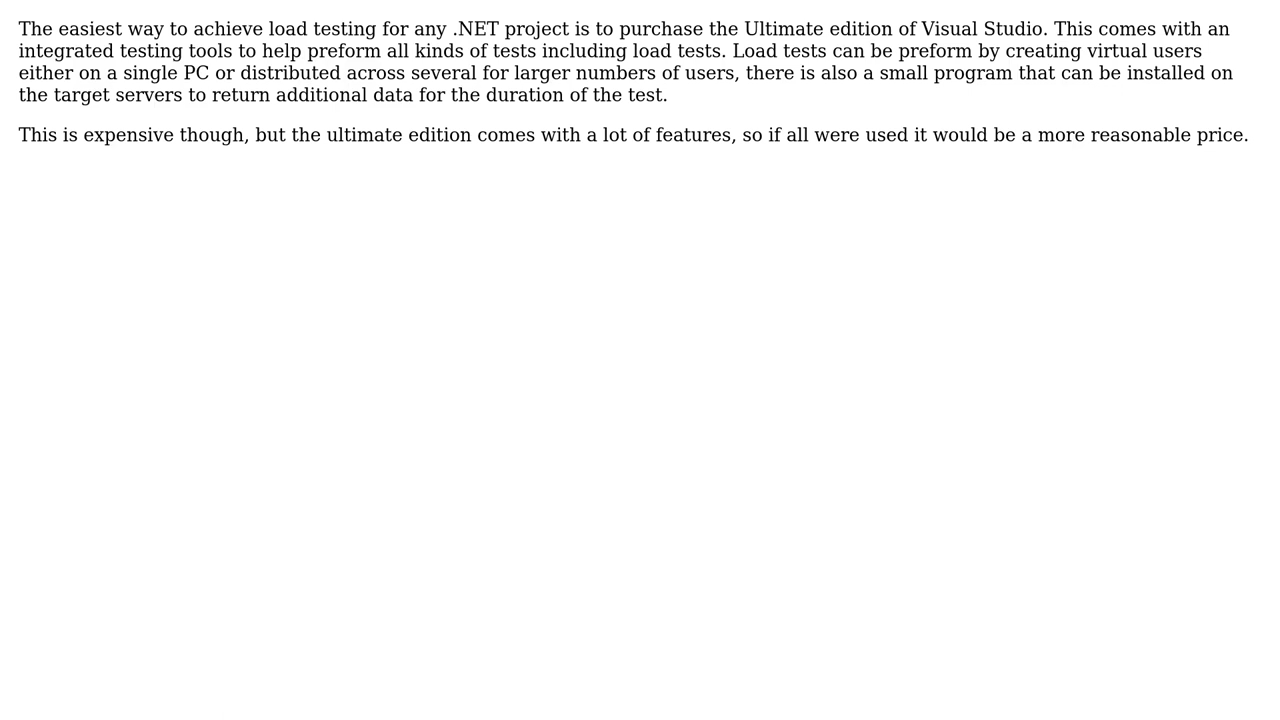 The easiest way to achieve load testing for any .NET project is to purchase the Ultimate edition of Visual Studio. This comes with an
integrated testing tools to help preform all kinds of tests including load tests. Load tests can be preform by creating virtual users
either on a single PC or distributed across several for larger numbers of users, there is also a small program that can be installed on
the target servers to return additional data for the duration of the test.
This is expensive though, but the ultimate edition comes with a lot of features, so if all were used it would be a more reasonable price.